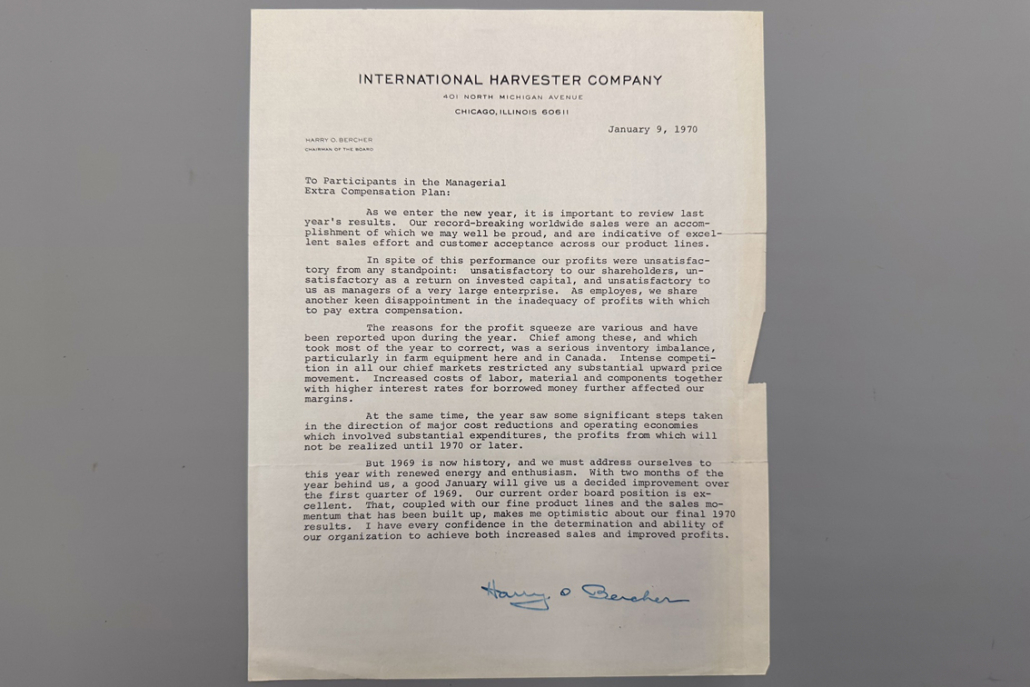 INTERNATIONAL HARVESTER COMPANY
401 NORTH MICHIGAN AVENUE
CHICAGO, ILLINOIS 60611
January 9, 1970
HARRY O. BERCHER
CHAIRMAN OF THE BOARD
To Participants in the Managerial
Extra Compensation Plan:
As we enter the new year, it is important to review last
year's results. Our record-breaking worldwide sales were an accom-
plishment of which we may well be proud, and are indicative of excel-
lent sales effort and customer acceptance across our product lines.
In spite of this performance our profits were unsatisfac-
tory from any standpoint: unsatisfactory to our shareholders, un-
satisfactory as a return on invested capital, and unsatisfactory to
us as managers of a very large enterprise. As employes, we share
another keen disappointment in the inadequacy of profits with which
to pay extra compensation.
The reasons for the profit squeeze are various and have
been reported upon during the year. Chief among these, and which
took most of the year to correct, was a serious inventory imbalance,
particularly in farm equipment here and in Canada. Intense competi-
tion in all our chief markets restricted any substantial upward price
movement. Increased costs of labor, material and components together
with higher interest rates for borrowed money further affected our
margins.
At the same time, the year saw some significant steps taken
in the direction of major cost reductions and operating economies
which involved substantial expenditures, the profits from which will
not be realized until 1970 or later.
But 1969 is now history, and we must address ourselves to
this year with renewed energy and enthusiasm. With two months of the
year behind us, a good January will give us a decided improvement over
the first quarter of 1969. Our current order board position is ex-
cellent. That, coupled with our fine product lines and the sales mo-
mentum that has been built up, makes me optimistic about our final 1970
results. I have every confidence in the determination and ability of
our organization to achieve both increased sales and improved profits.
Harry O Bercher